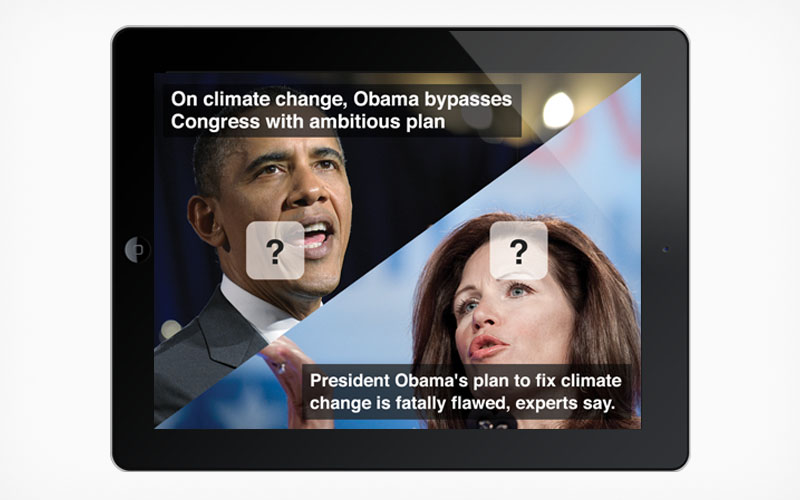 On climate change, Obama bypasses
Congress with ambitious plan
?
?
President Obama's plan to fix climate
change is fatally flawed, experts say.